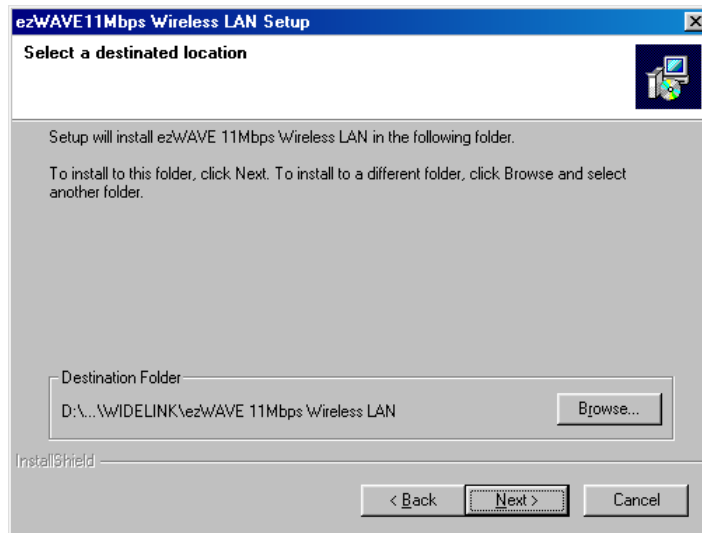 ezWAVE11Mbps Wireless LAN Setup
Select a destinated location
Setup will install ezWAVE 11Mbps Wireless LAN in the following folder.
To install to this folder, click Next. To install to a different folder, click Browse and select
another folder.
Destination Folder
D:\...\WIDELINK\ezWAVE 11Mbps Wireless LAN
Browse...
InstallShield
< Back
Next >
Cancel